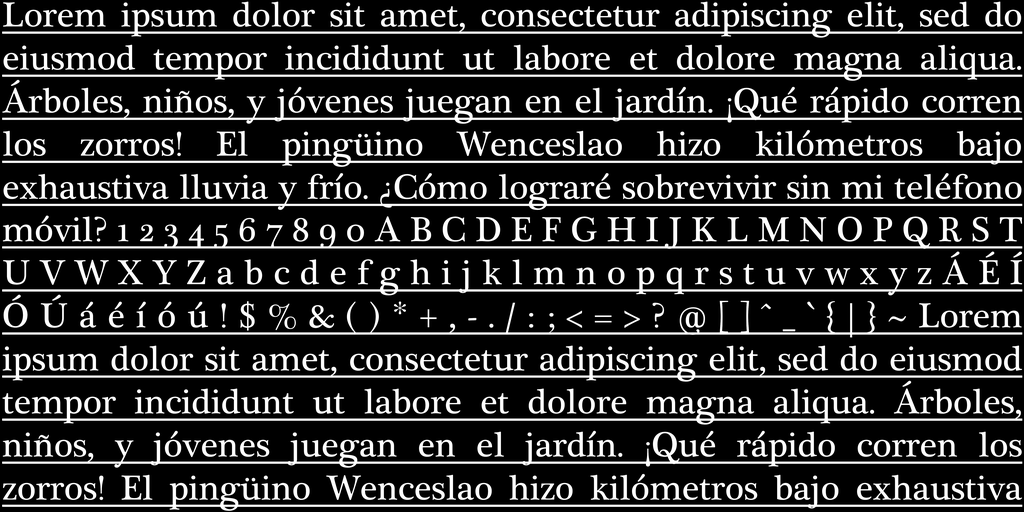 Lorem ipsum dolor sit amet, consectetur adipiscing elit, sed do
eiusmod tempor incididunt ut labore et dolore magna aliqua.
Árboles, niños, y jóvenes juegan en el jardín. ¡Qué rápido corren
los zorros! El pingüino Wenceslao hizo kilómetros bajo
exhaustiva lluvia y frío. ¿Cómo lograré sobrevivir sin mi teléfono
móvil? 1 2 3 4 5 6 7 8 9 0 A B C D E F G H I J K L M N O P Q R S T
U V W X Y Z a b c d e f g h i j k l m n o p q r s t u v w x y z Á É Í
Ó Ú á é í ó ú ! $ % & ( ) * + , - . / : ; < = > ? @ [ ] ^ _ ` { | } ~ Lorem
ipsum dolor sit amet, consectetur adipiscing elit, sed do eiusmod
tempor incididunt ut labore et dolore magna aliqua. Árboles,
niños, y jóvenes juegan en el jardín. ¡Qué rápido corren los
zorros! El pingüino Wenceslao hizo kilómetros bajo exhaustiva